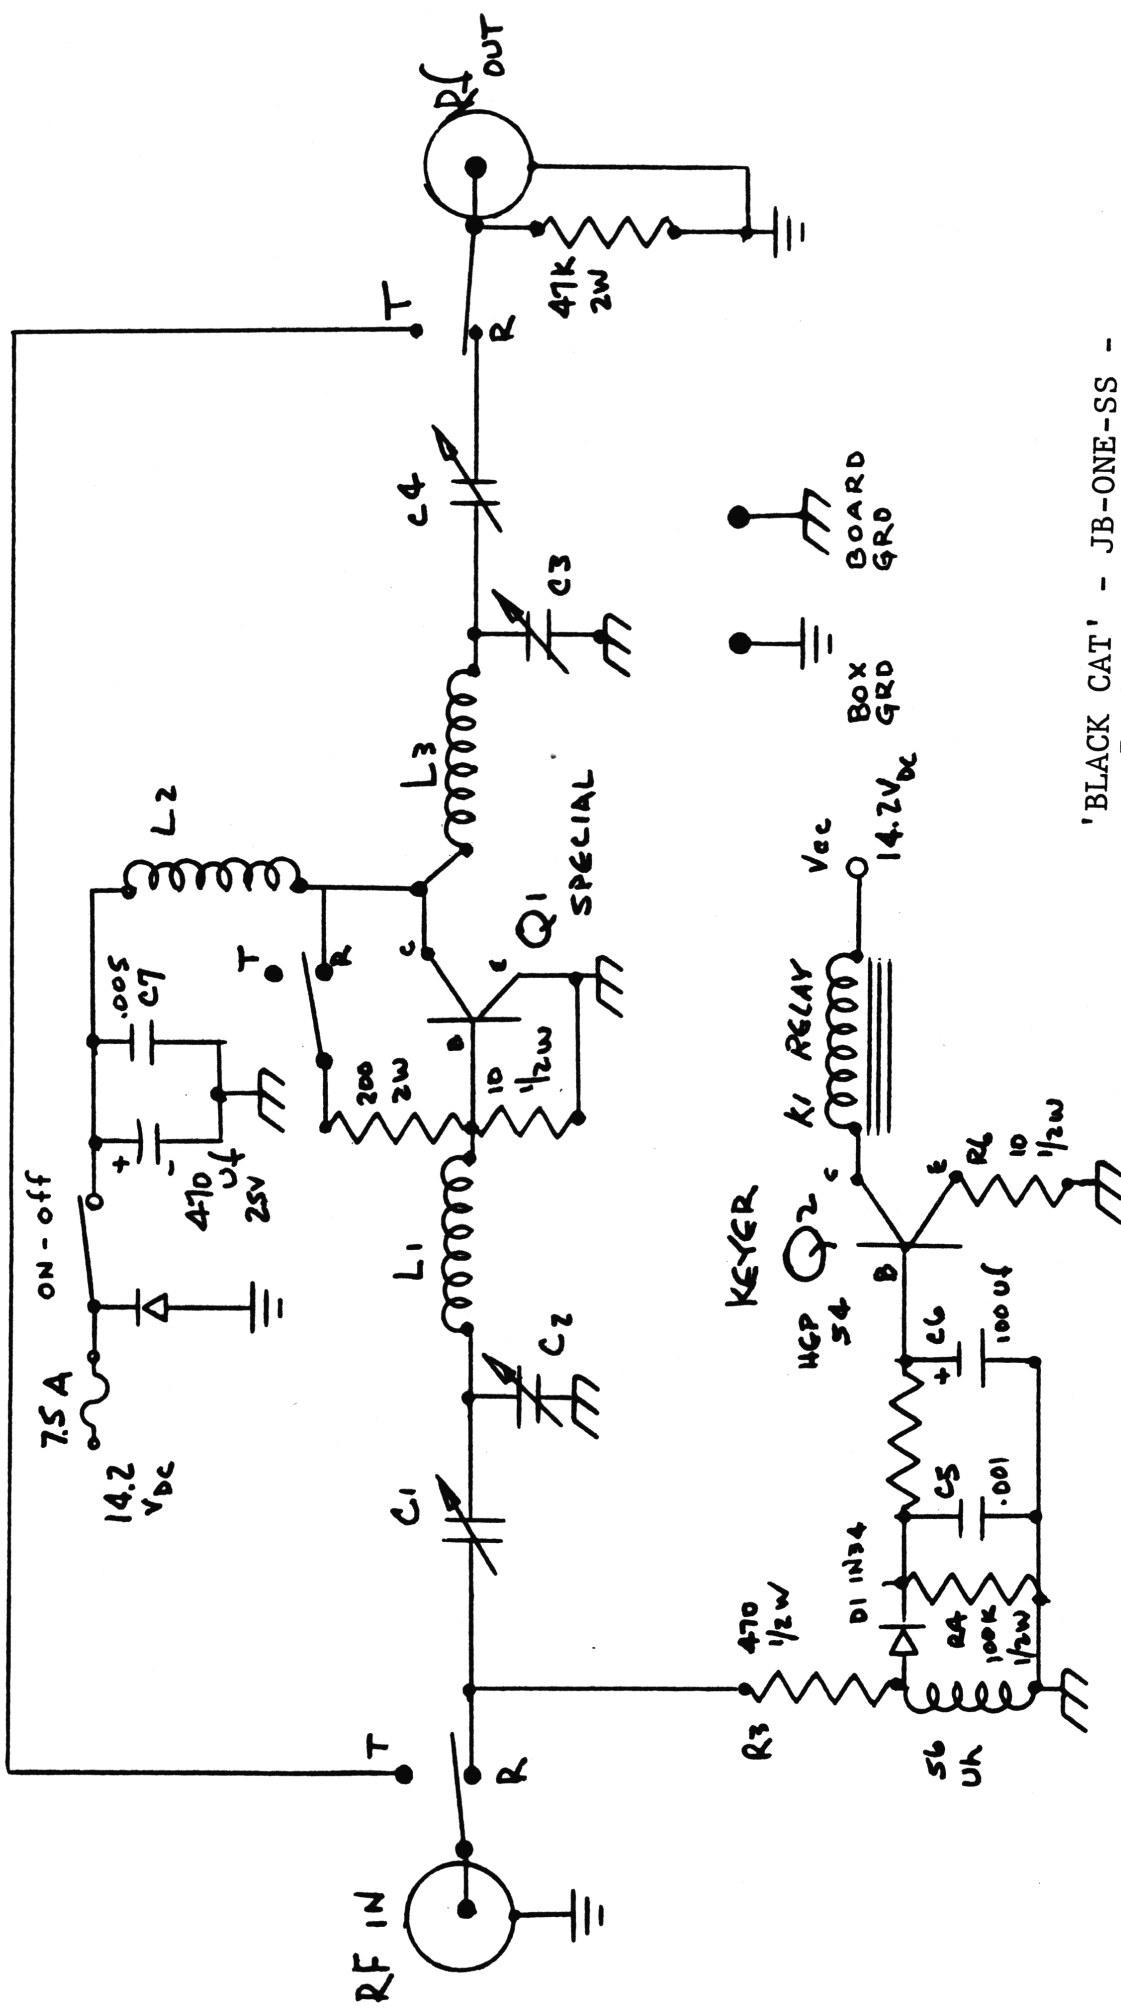 RF IN
T
R
C1
C2
L1
14.2
VDC
7.5 A
ON-OFF
+
-
470
Uf
25V
.005
C7
L2
T
R
200
2W
10
1/2W
B
C
E
Q1
SPECIAL
L3
C3
C4
T
R
47K
2W
Rf
OUT
R3
470
1/2W
56
Uh
D1 IN34
R4
100K
1/2W
C5
.001
+
C6
100Uf
KEYER
Q2
HEP
54
B
C
E
R6
10
1/2W
K1 RELAY
Vcc
14.2VDC
BOX
GRD
BOARD
GRD
'BLACK CAT' - JB-ONE-SS -